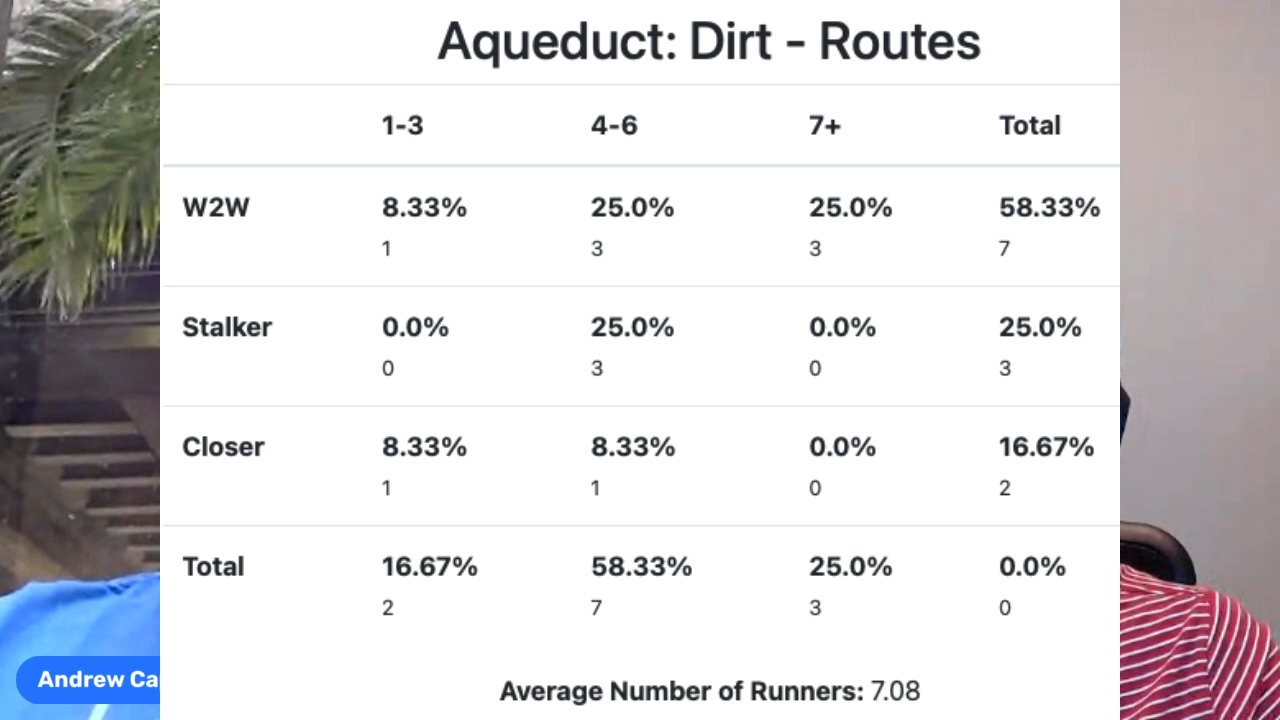 Aqueduct: Dirt - Routes
1-3 4-6 7+ Total
W2W 8.33% 25.0% 25.0% 58.33%
1 3 3 7
Stalker 0.0% 25.0% 0.0% 25.0%
0 3 0 3
Closer 8.33% 8.33% 0.0% 16.67%
1 1 0 2
Total 16.67% 58.33% 25.0% 0.0%
2 7 3 0
Average Number of Runners: 7.08
Andrew Ca